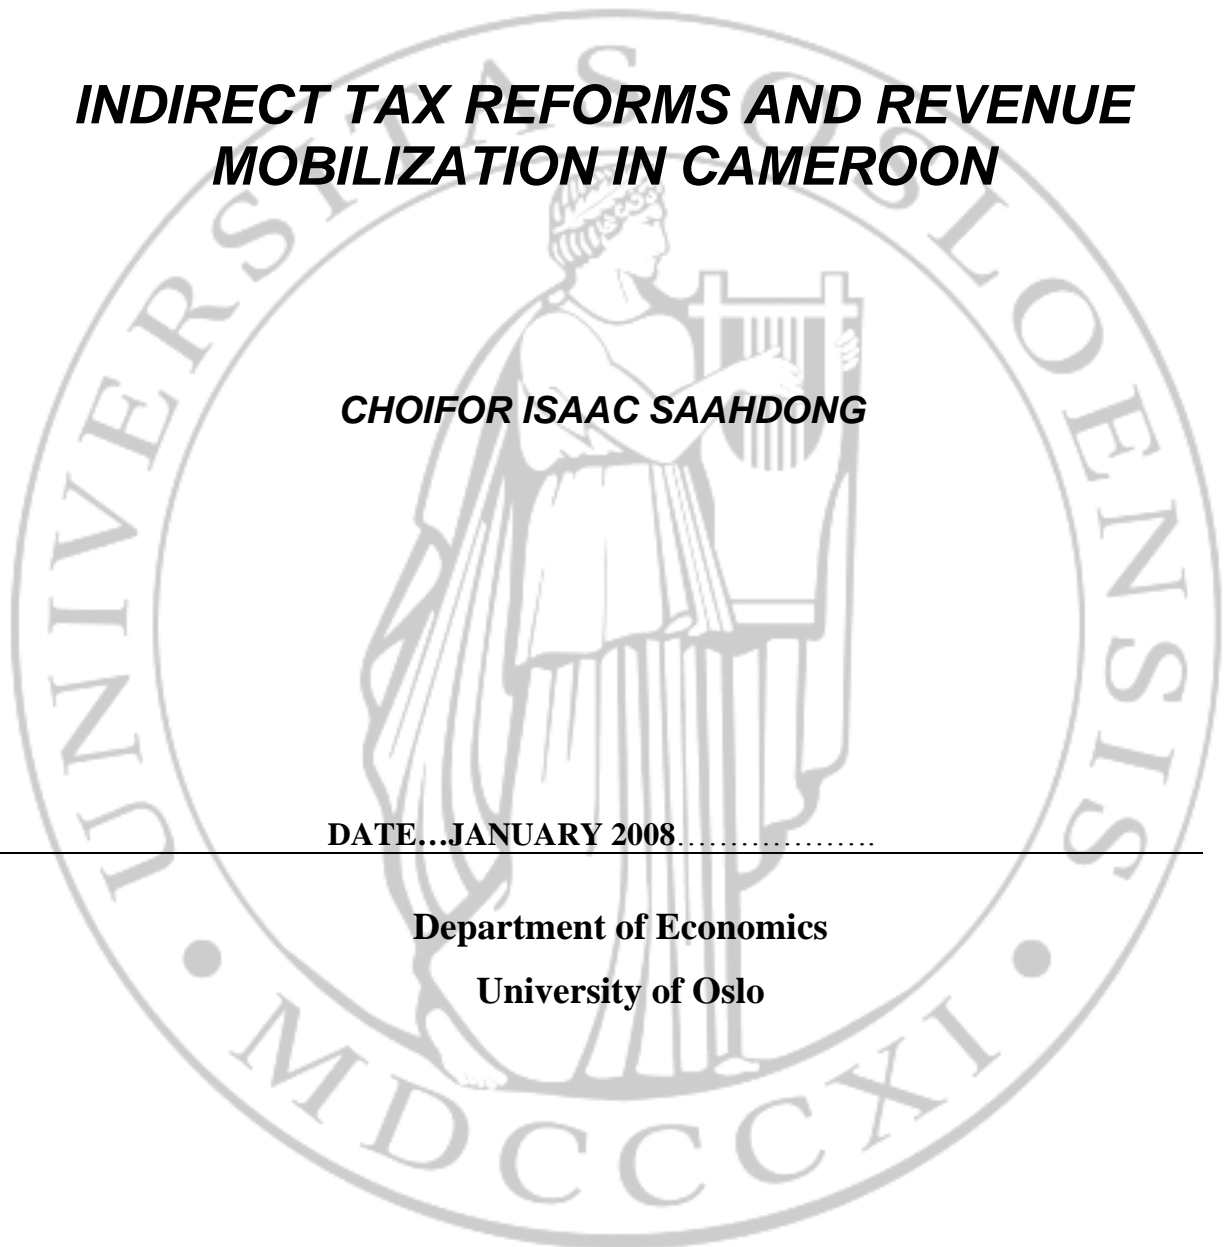 INDIRECT TAX REFORMS AND REVENUE
MOBILIZATION IN CAMEROON
CHOIFOR ISAAC SAAHDONG
DATE…JANUARY 2008……………….
Department of Economics
University of Oslo
UNIVERSITAS OSLOENSIS
MDCCCXI